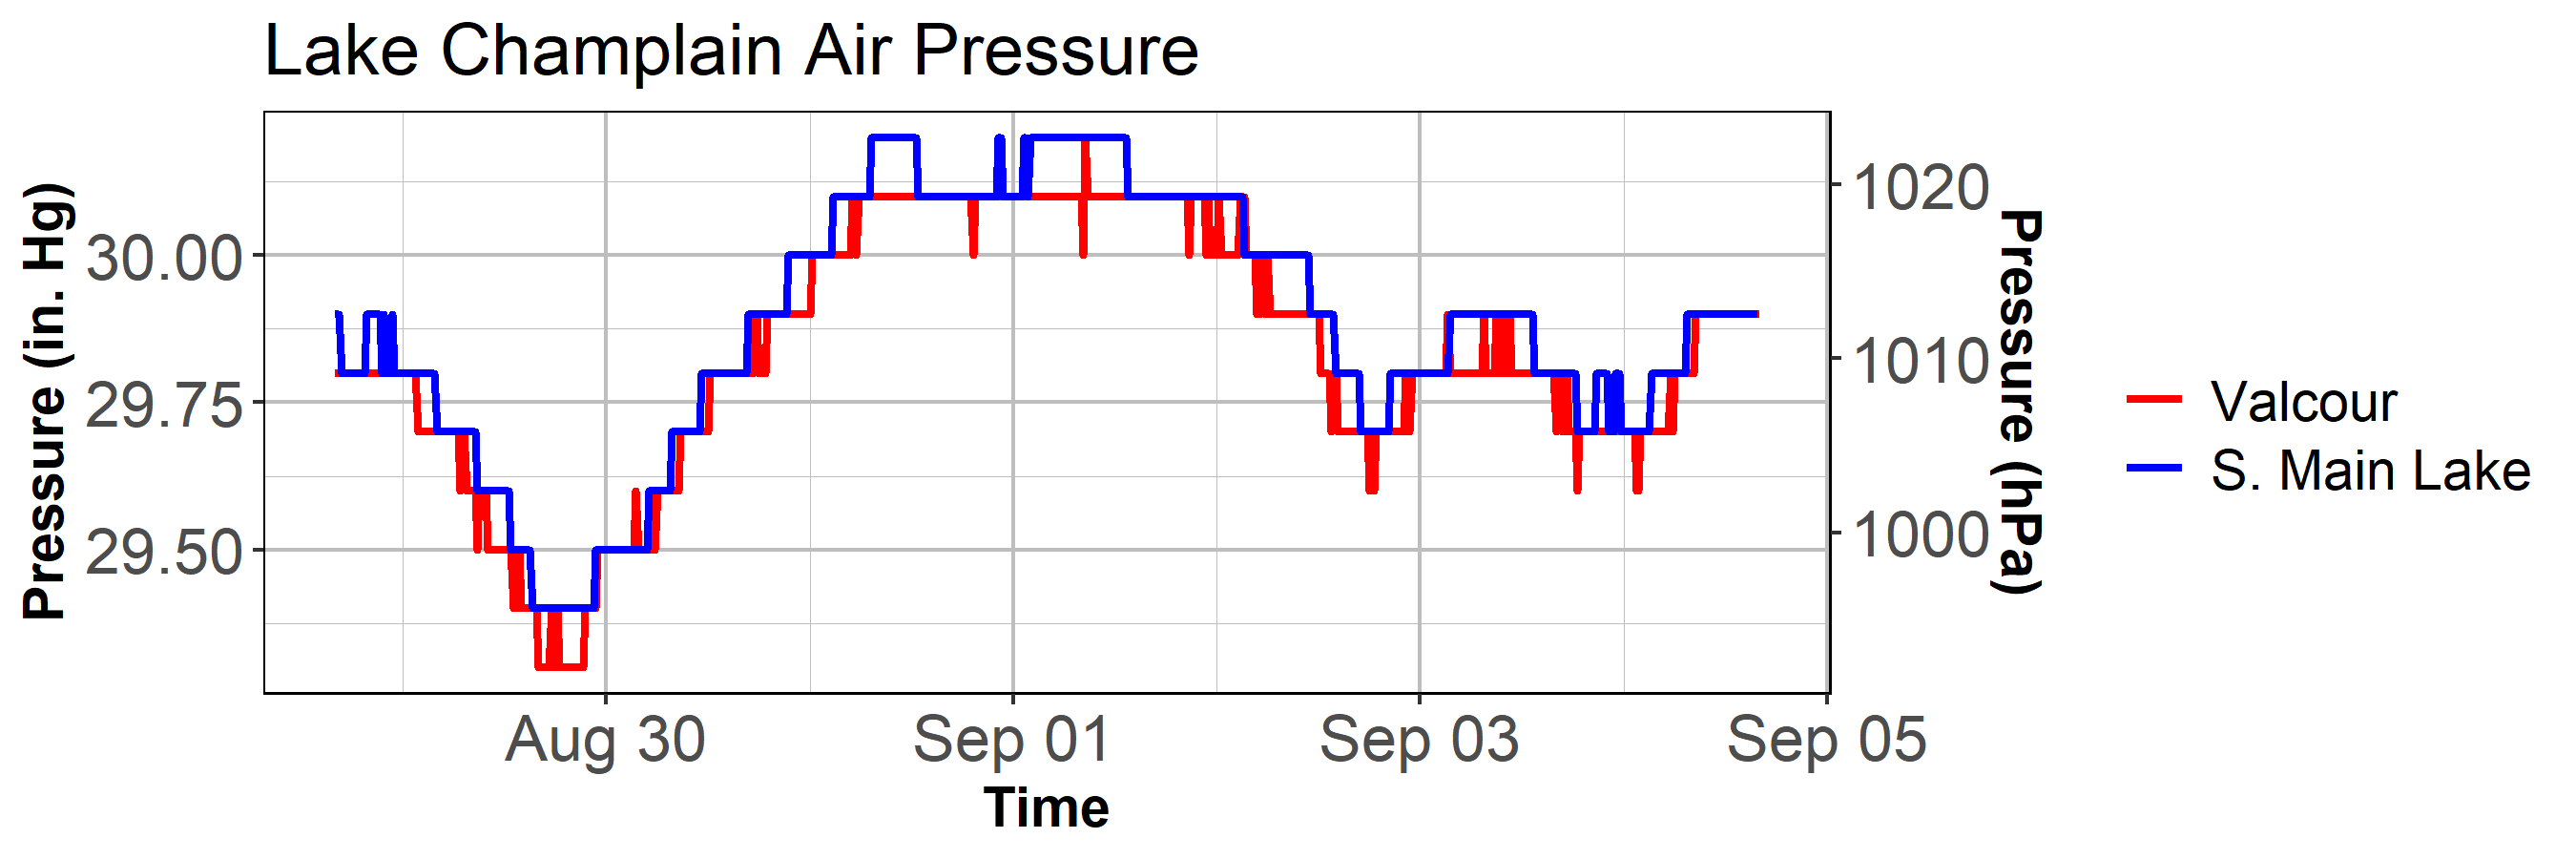 Lake Champlain Air Pressure
Pressure (in. Hg)
30.00
29.75
29.50
1020
1010
1000
Pressure (hPa)
Aug 30
Sep 01
Sep 03
Sep 05
Time
Valcour
S. Main Lake